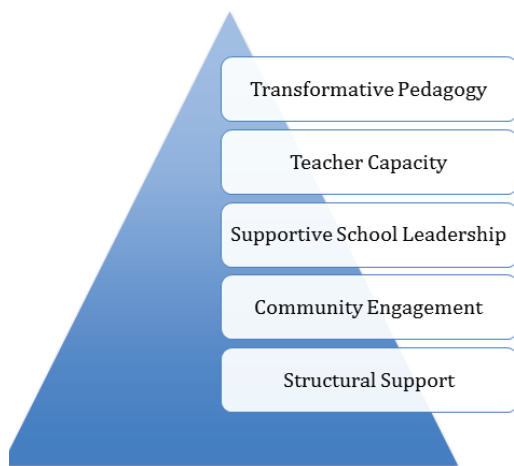 Transformative Pedagogy
Teacher Capacity
Supportive School Leadership
Community Engagement
Structural Support